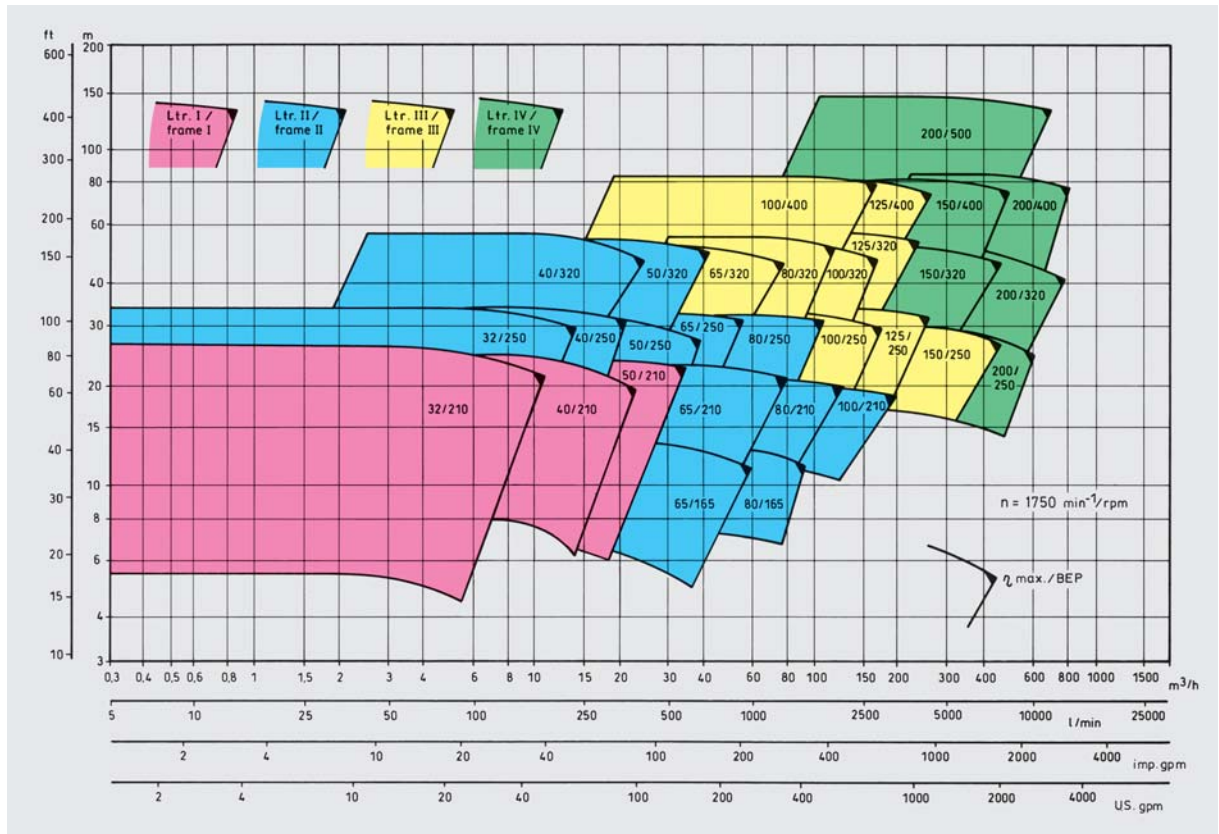 ft m
600 200
Ltr. I / frame I
Ltr. II / frame II
Ltr. III / frame III
Ltr. IV / frame IV
150
400
100
300
80
200
60
150
40
100
30
80
20
60
15
40
10
30
8
20
6
15
4
10
3
200/500
100/400 125/400 150/400 200/400
40/320 50/320 65/320 80/320 100/320 125/320 150/320 200/320
32/250 40/250 50/250 65/250 80/250 100/250 125/250 150/250 200/250
32/210 40/210 50/210 65/210 80/210 100/210
65/165 80/165
n = 1750 min⁻¹/rpm
η max./BEP
0,3 0,4 0,5 0,6 0,8 1 1,5 2 3 4 6 8 10 15 20 30 40 60 80 100 150 200 300 400 600 1000 1500 m³/h
5 10 25 50 100 250 500 1000 2500 5000 10000 25000 l/min
2 4 10 20 40 100 200 400 1000 2000 4000 imp.gpm
2 4 10 20 40 100 200 400 1000 2000 4000 U.S. gpm